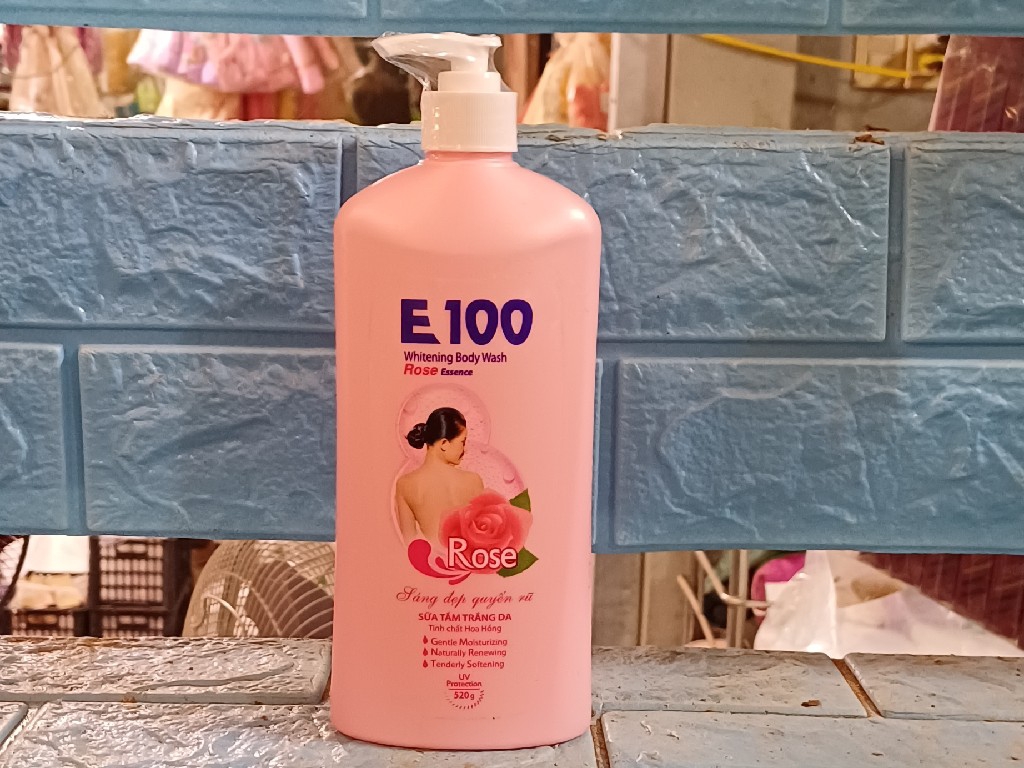 E100
Whitening Body Wash
Rose Essence
Rose
Sáng đẹp quyến rũ
SỮA TẮM TRẮNG DA
Tinh chất Hoa Hồng
Gentle Moisturizing
Naturally Renewing
Tenderly Softening
UV
Protection
520g